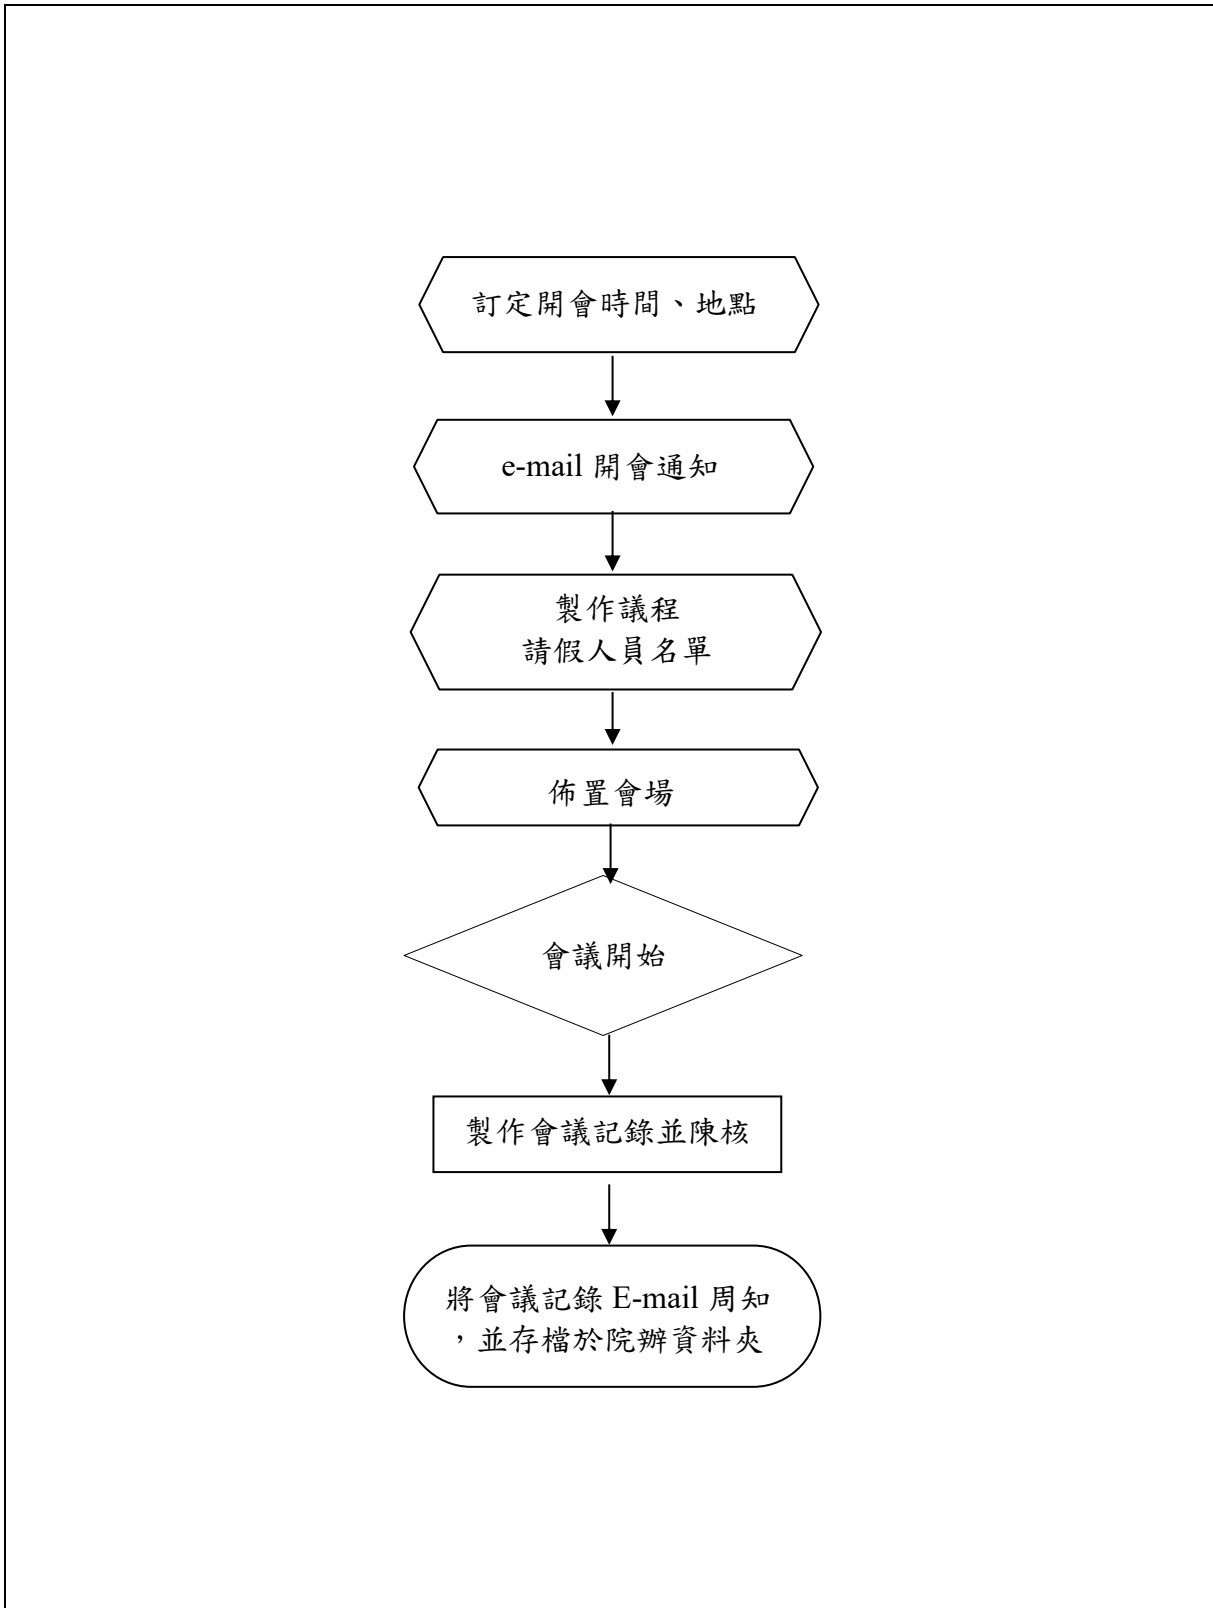 訂定開會時間、地點
e-mail 開會通知
製作議程
請假人員名單
佈置會場
會議開始
製作會議記錄並陳核
將會議記錄 E-mail 周知
，並存檔於院辦資料夾